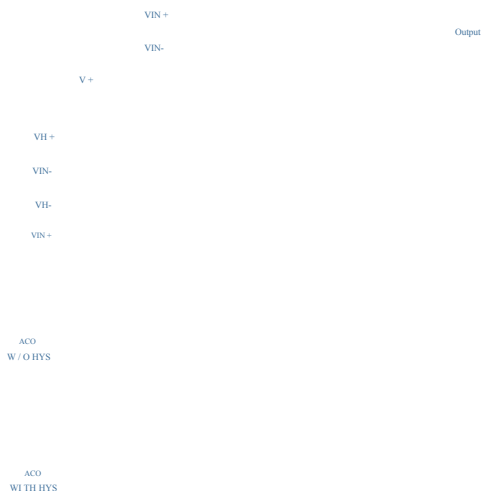 VIN +
Output
VIN-
V +
VH +
VIN-
VH-
VIN +
ACO
W / O HYS
ACO
WI TH HYS